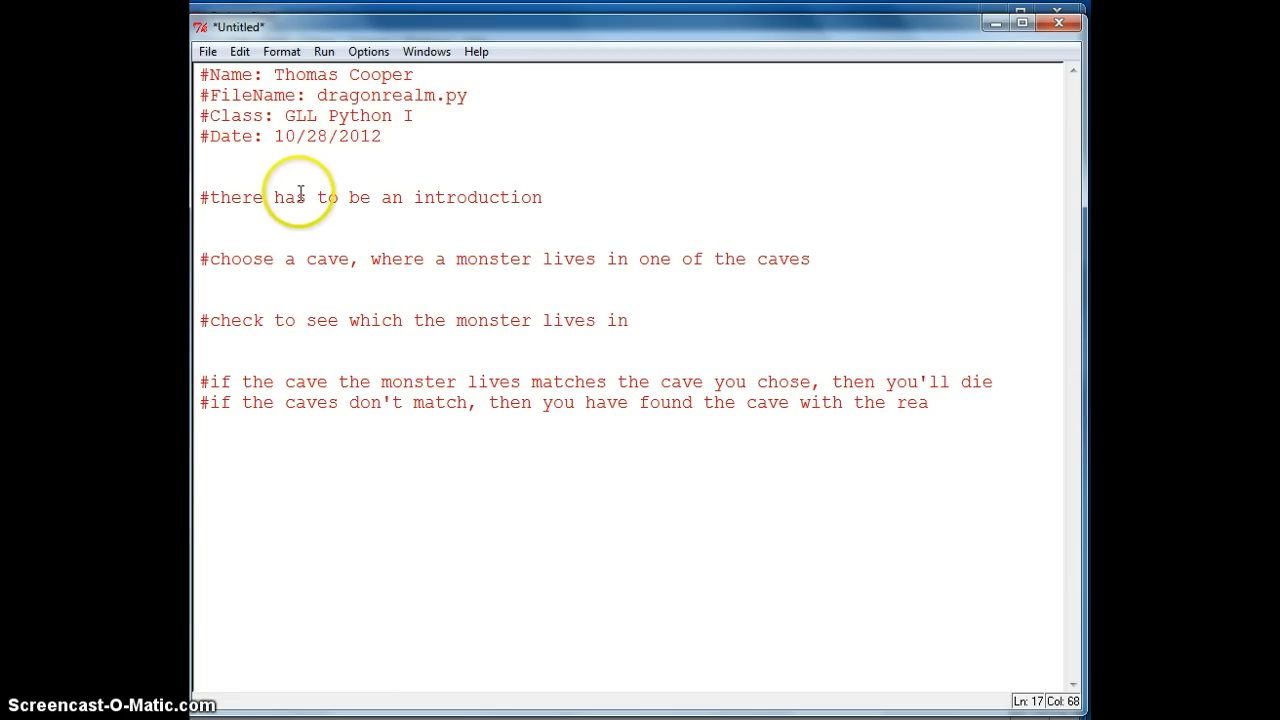 *Untitled*
File Edit Format Run Options Windows Help
#Name: Thomas Cooper
#FileName: dragonrealm.py
#Class: GLL Python I
#Date: 10/28/2012
#there has to be an introduction
#choose a cave, where a monster lives in one of the caves
#check to see which the monster lives in
#if the cave the monster lives matches the cave you chose, then you'll die
#if the caves don't match, then you have found the cave with the rea
Ln: 17 Col: 68
Screencast-O-Matic.com